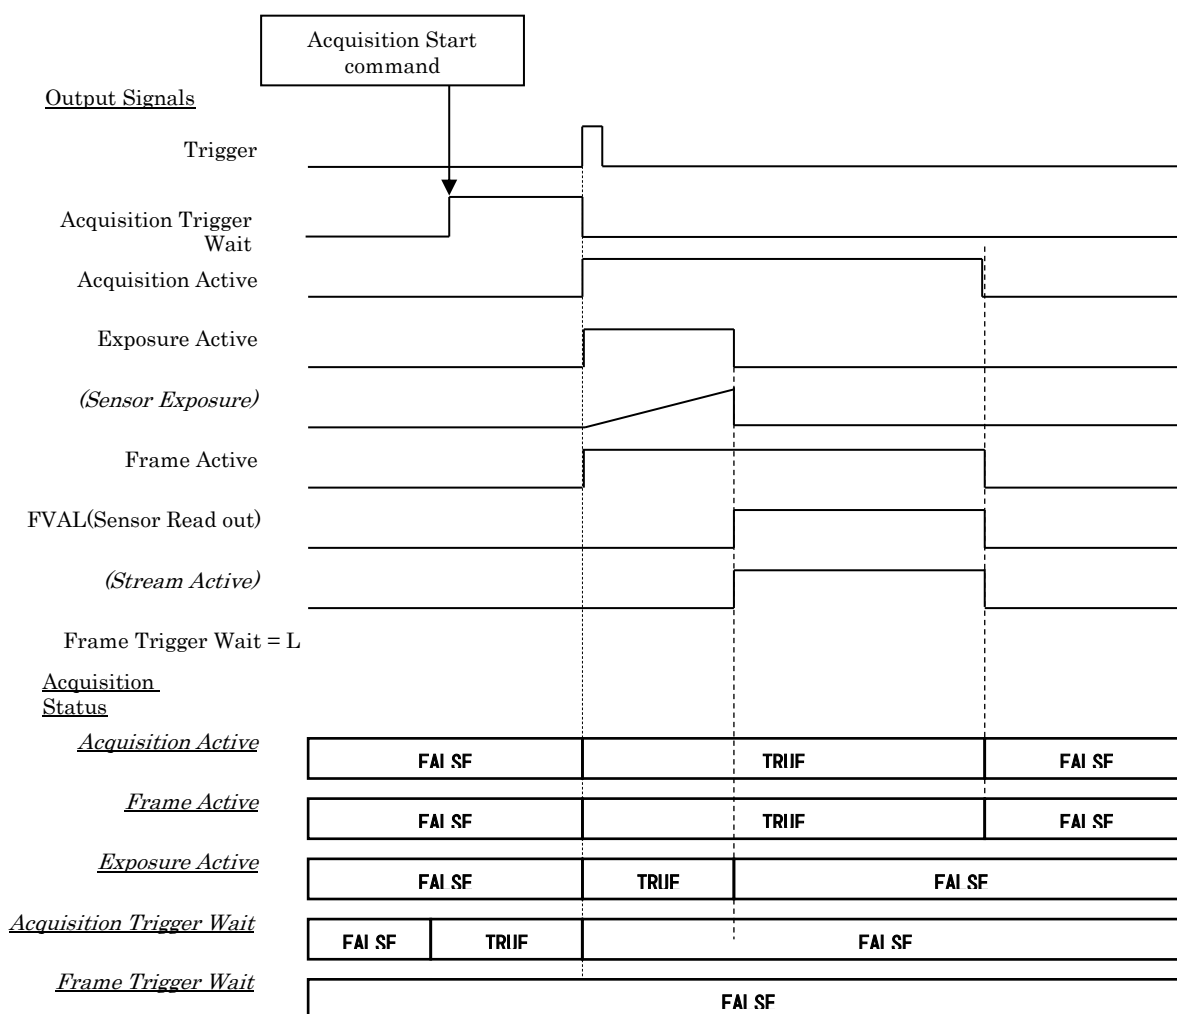 Acquisition Start
command
Output Signals
Trigger
Acquisition Trigger
Wait
Acquisition Active
Exposure Active
(Sensor Exposure)
Frame Active
FVAL(Sensor Read out)
(Stream Active)
Frame Trigger Wait = L
Acquisition
Status
Acquisition Active
FALSE TRUE FALSE
Frame Active
FALSE TRUE FALSE
Exposure Active
FALSE TRUE FALSE
Acquisition Trigger Wait
FALSE TRUE FALSE
Frame Trigger Wait
FALSE